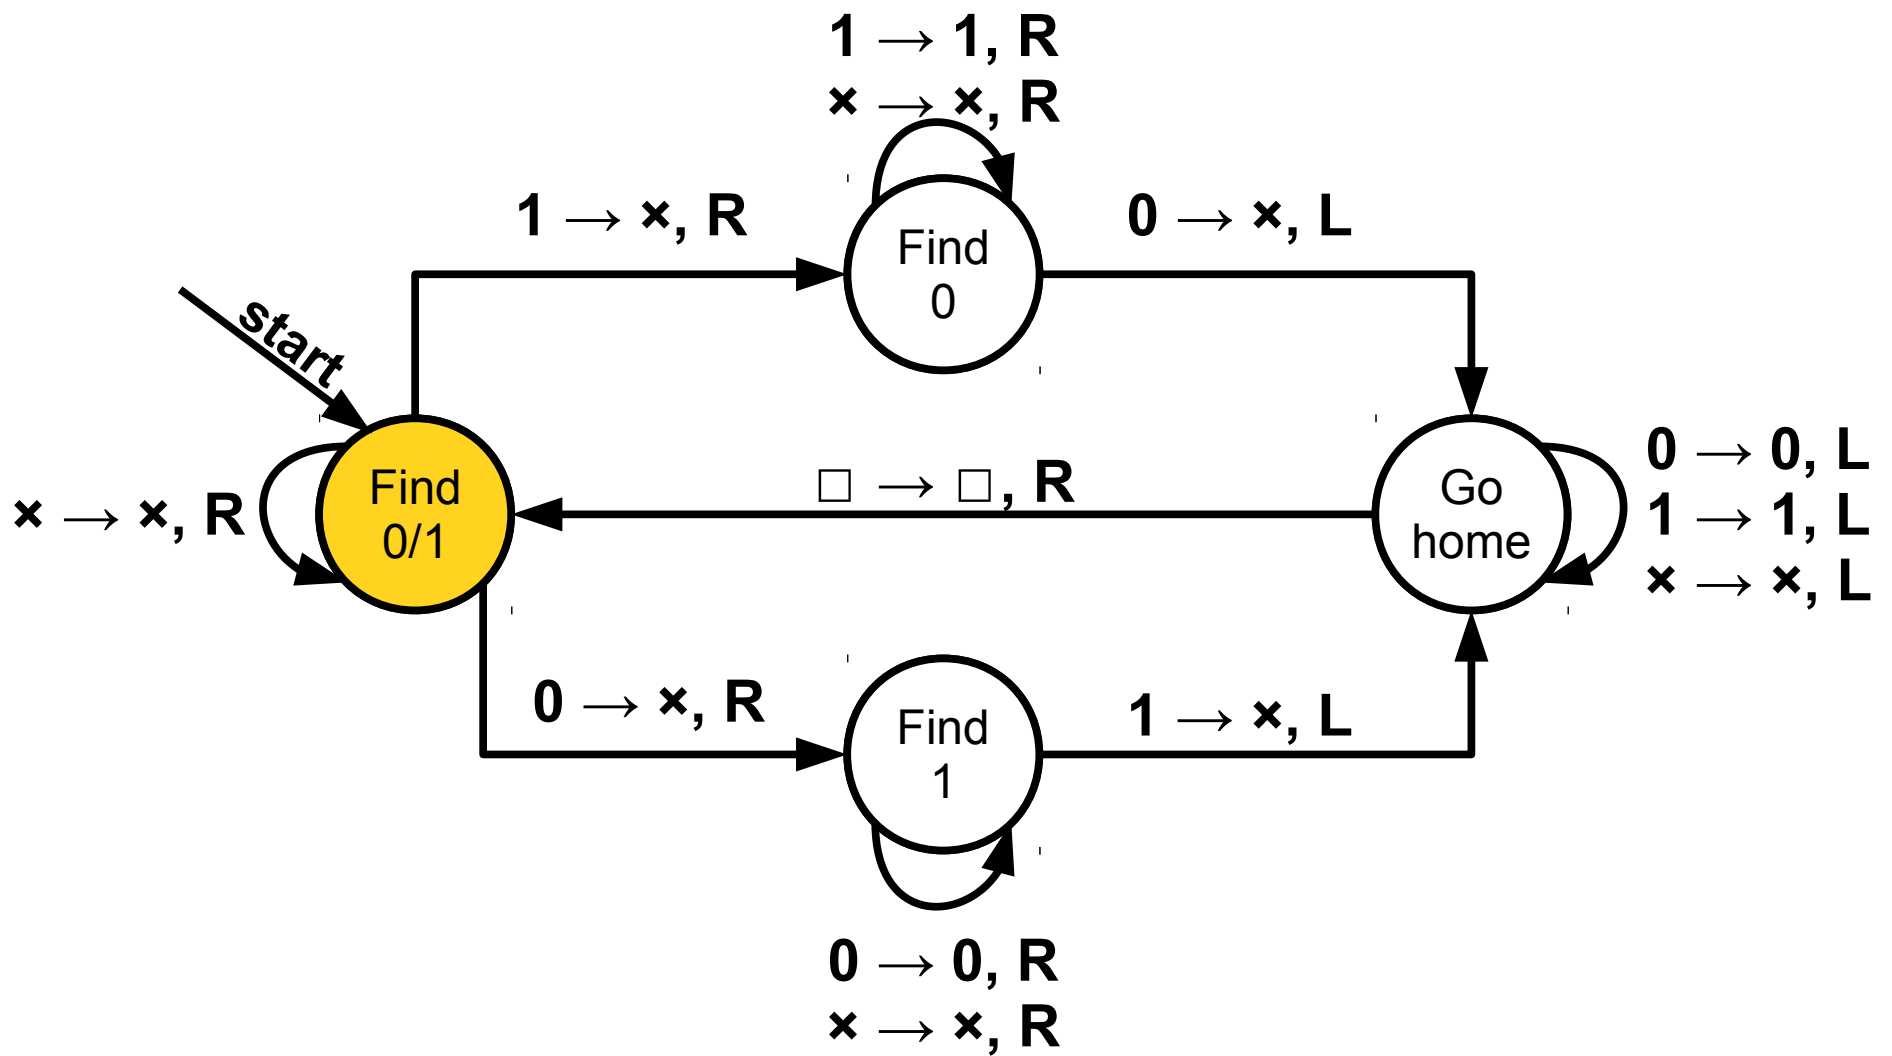 1 → 1, R
× → ×, R
1 → ×, R
Find
0
0 → ×, L
start
Find
0/1
× → ×, R
□ → □, R
Go
home
0 → 0, L
1 → 1, L
× → ×, L
0 → ×, R
Find
1
1 → ×, L
0 → 0, R
× → ×, R